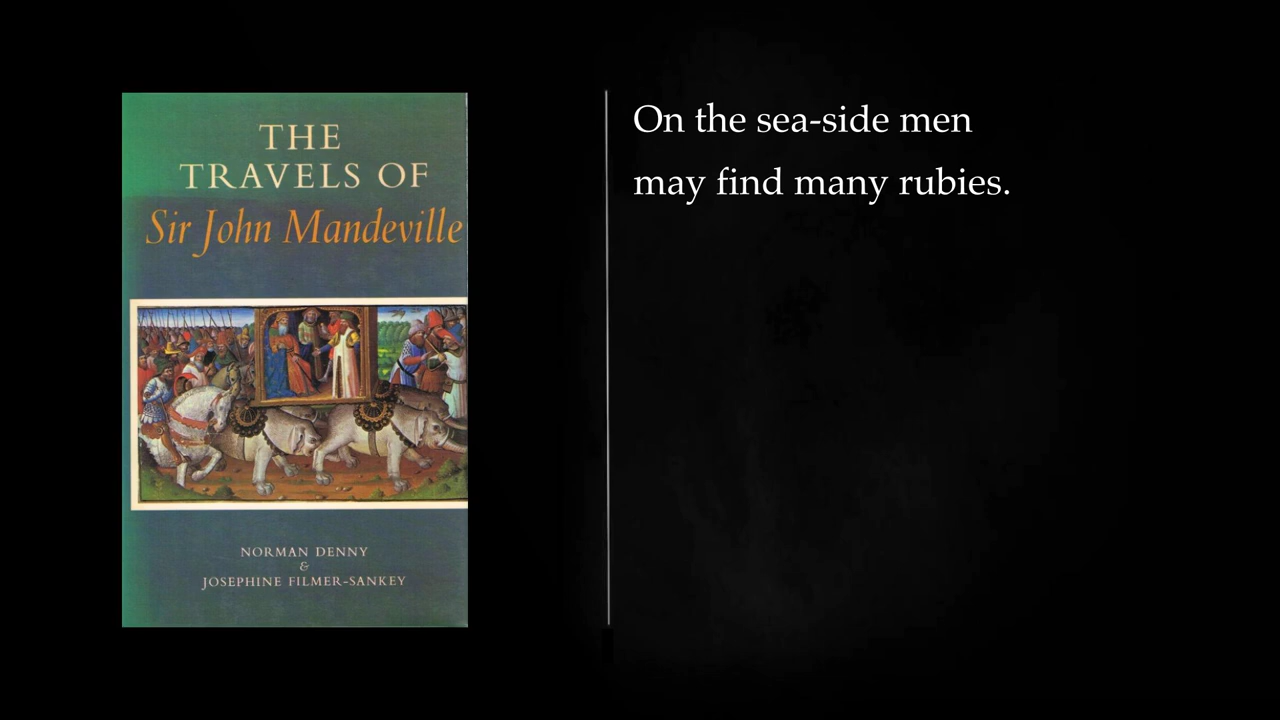 THE
TRAVELS OF
Sir John Mandeville
NORMAN DENNY
&
JOSEPHINE FILMER-SANKEY
On the sea-side men
may find many rubies.